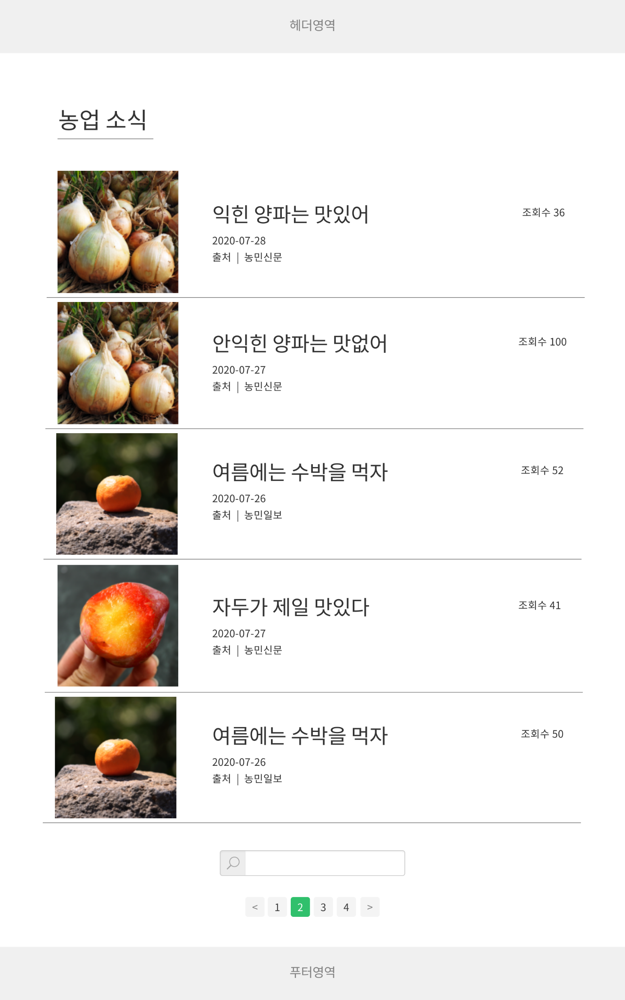 헤더영역
농업 소식
익힌 양파는 맛있어
조회수 36
2020-07-28
출처 | 농민신문
안익힌 양파는 맛없어
조회수 100
2020-07-27
출처 | 농민신문
여름에는 수박을 먹자
조회수 52
2020-07-26
출처 | 농민일보
자두가 제일 맛있다
조회수 41
2020-07-27
출처 | 농민신문
여름에는 수박을 먹자
조회수 50
2020-07-26
출처 | 농민일보
< 1 2 3 4 >
푸터영역